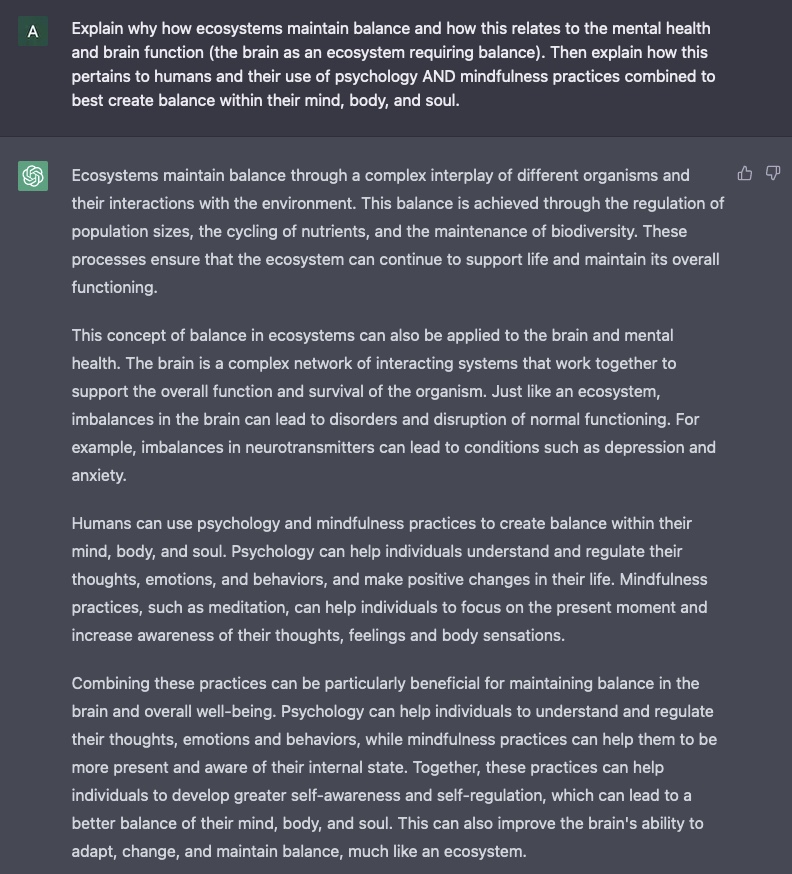 A
Explain why how ecosystems maintain balance and how this relates to the mental health
and brain function (the brain as an ecosystem requiring balance). Then explain how this
pertains to humans and their use of psychology AND mindfulness practices combined to
best create balance within their mind, body, and soul.
Ecosystems maintain balance through a complex interplay of different organisms and
their interactions with the environment. This balance is achieved through the regulation of
population sizes, the cycling of nutrients, and the maintenance of biodiversity. These
processes ensure that the ecosystem can continue to support life and maintain its overall
functioning.
This concept of balance in ecosystems can also be applied to the brain and mental
health. The brain is a complex network of interacting systems that work together to
support the overall function and survival of the organism. Just like an ecosystem,
imbalances in the brain can lead to disorders and disruption of normal functioning. For
example, imbalances in neurotransmitters can lead to conditions such as depression and
anxiety.
Humans can use psychology and mindfulness practices to create balance within their
mind, body, and soul. Psychology can help individuals understand and regulate their
thoughts, emotions, and behaviors, and make positive changes in their life. Mindfulness
practices, such as meditation, can help individuals to focus on the present moment and
increase awareness of their thoughts, feelings and body sensations.
Combining these practices can be particularly beneficial for maintaining balance in the
brain and overall well-being. Psychology can help individuals to understand and regulate
their thoughts, emotions and behaviors, while mindfulness practices can help them to be
more present and aware of their internal state. Together, these practices can help
individuals to develop greater self-awareness and self-regulation, which can lead to a
better balance of their mind, body, and soul. This can also improve the brain's ability to
adapt, change, and maintain balance, much like an ecosystem.